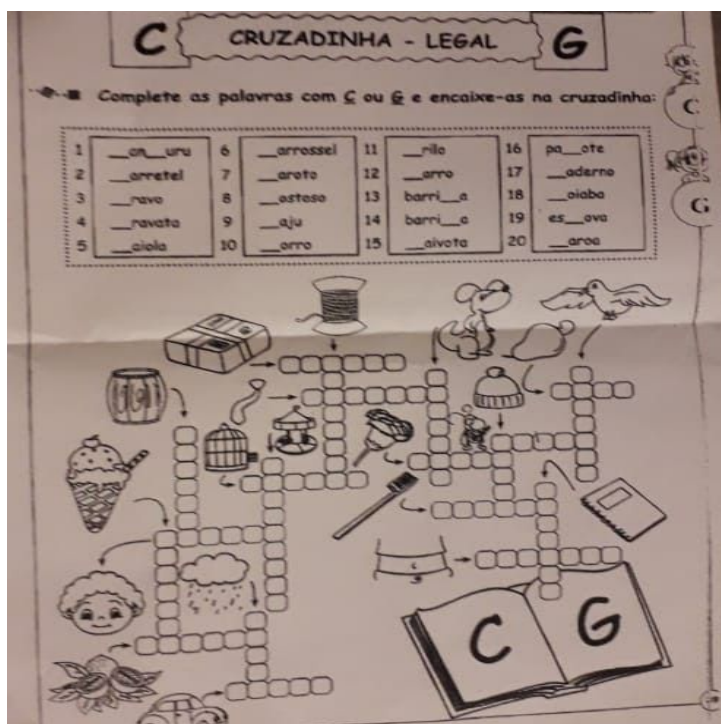 C CRUZADINHA - LEGAL G
Complete as palavras com C ou G e encaixe-as na cruzadinha:
1 __an__uru 6 __arrossel 11 __rilo 16 pa__ote
2 __arretel 7 __aroto 12 __arro 17 __aderno
3 __ravo 8 __ostoso 13 barri__a 18 __oiaba
4 __ravata 9 __aju 14 barri__a 19 es__ova
5 __aiola 10 __orro 15 __aivota 20 __aroa
C
G
C G